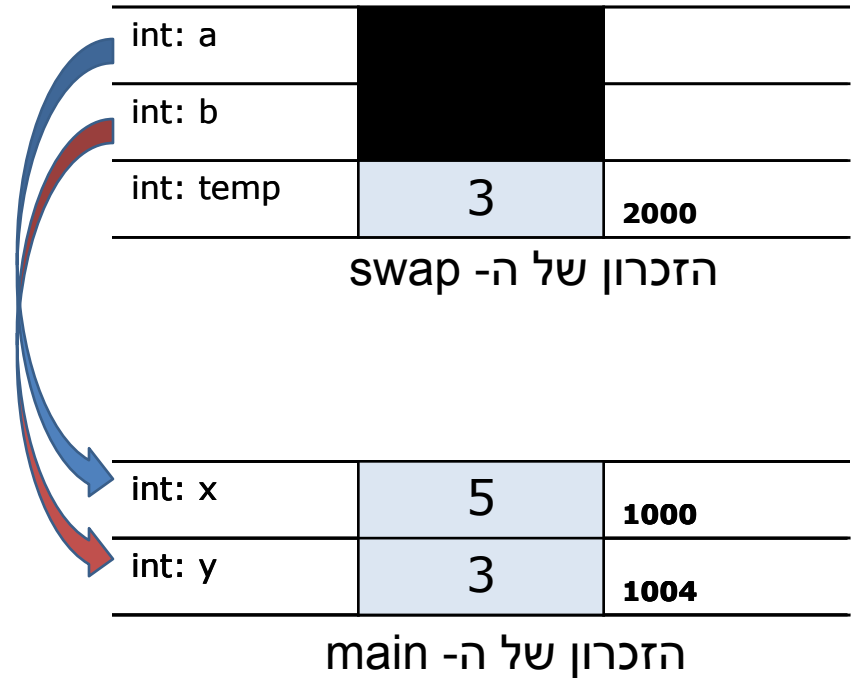 int: a
int: b
int: temp 3 2000
הזכרון של ה- swap
int: x 5 1000
int: y 3 1004
הזכרון של ה- main